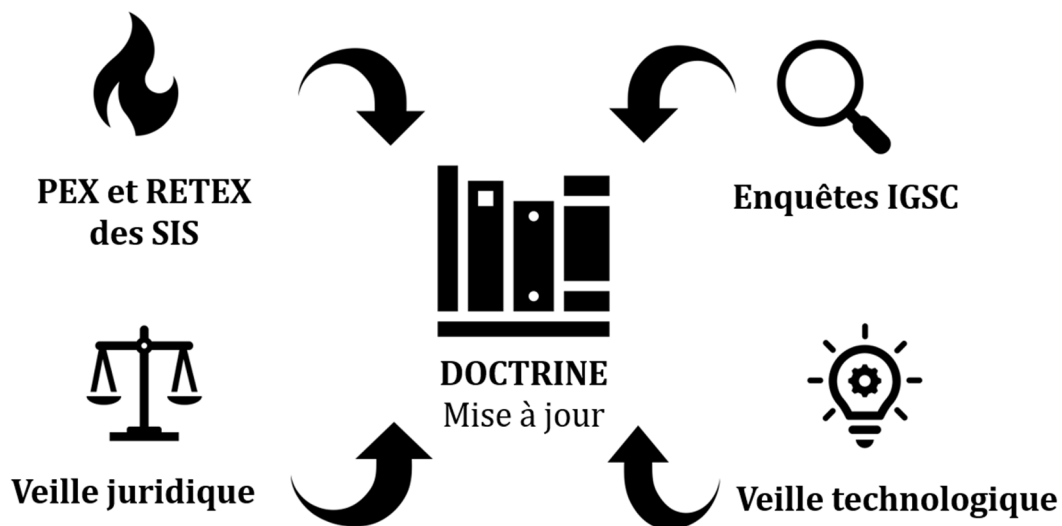 PEX et RETEX
des SIS
Enquêtes IGSC
DOCTRINE
Mise à jour
Veille juridique
Veille technologique